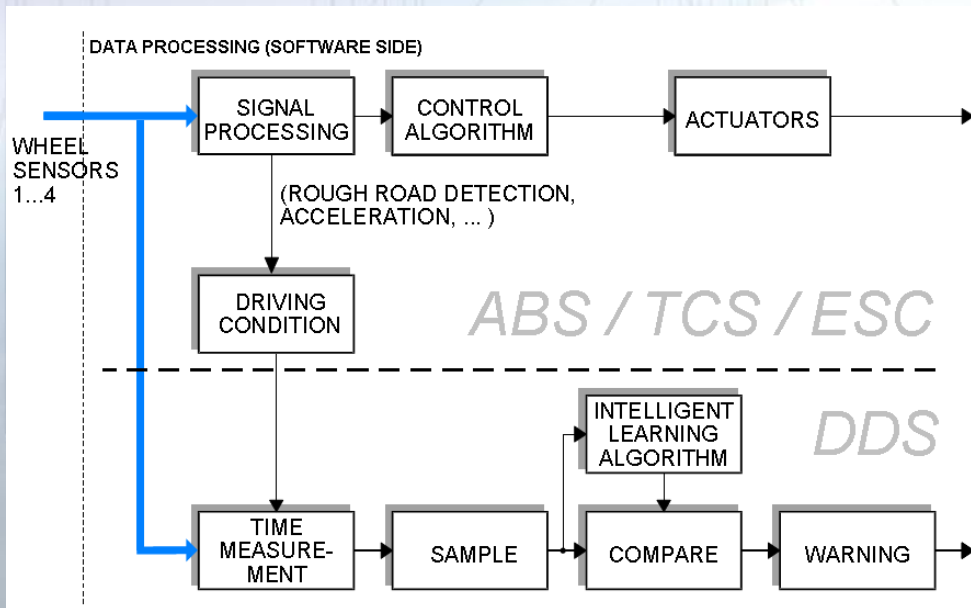 DATA PROCESSING (SOFTWARE SIDE)
SIGNAL
PROCESSING
CONTROL
ALGORITHM
ACTUATORS
WHEEL
SENSORS
1...4
(ROUGH ROAD DETECTION,
ACCELERATION, ... )
DRIVING
CONDITION
ABS / TCS / ESC
INTELLIGENT
LEARNING
ALGORITHM
DDS
TIME
MEASURE-
MENT
SAMPLE
COMPARE
WARNING